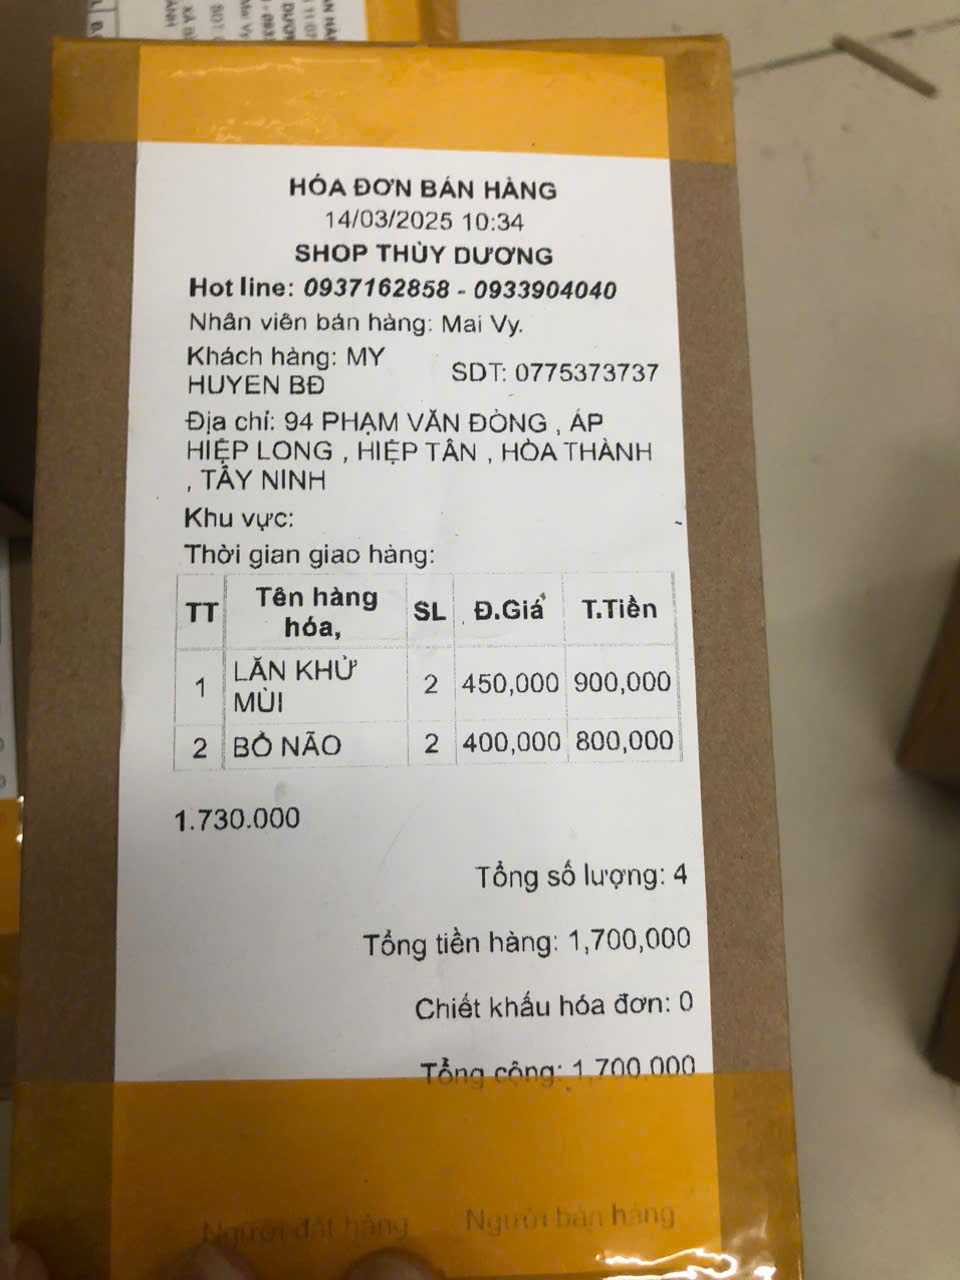 HÓA ĐƠN BÁN HÀNG
14/03/2025 10:34
SHOP THÙY DƯƠNG
Hot line: 0937162858 - 0933904040
Nhân viên bán hàng: Mai Vy.
Khách hàng: MY HUYEN BĐ SDT: 0775373737
Địa chỉ: 94 PHẠM VĂN ĐỒNG , ÁP
HIỆP LONG , HIỆP TÂN , HÒA THÀNH
, TÂY NINH
Khu vực:
Thời gian giao hàng:
TT Tên hàng hóa, SL Đ.Giá T.Tiền
1 LĂN KHỬ MÙI 2 450,000 900,000
2 BỔ NÃO 2 400,000 800,000
1.730.000
Tổng số lượng: 4
Tổng tiền hàng: 1,700,000
Chiết khấu hóa đơn: 0
Tổng cộng: 1,700,000
Người đặt hàng Người bán hàng